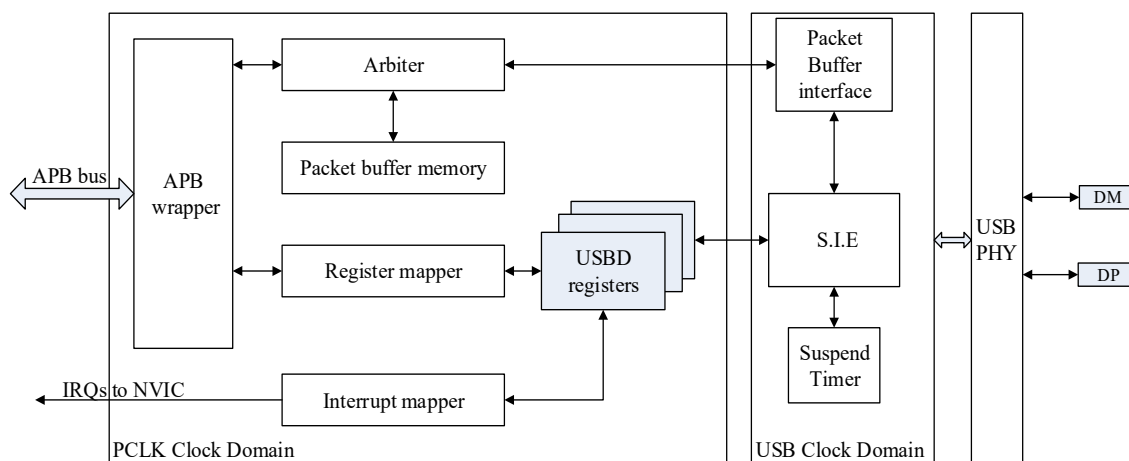 Packet
Buffer
interface
Arbiter
Packet buffer memory
APB bus
APB
wrapper
DM
USB
PHY
S.I.E
USBD
registers
Register mapper
DP
Suspend
Timer
IRQs to NVIC
Interrupt mapper
PCLK Clock Domain
USB Clock Domain